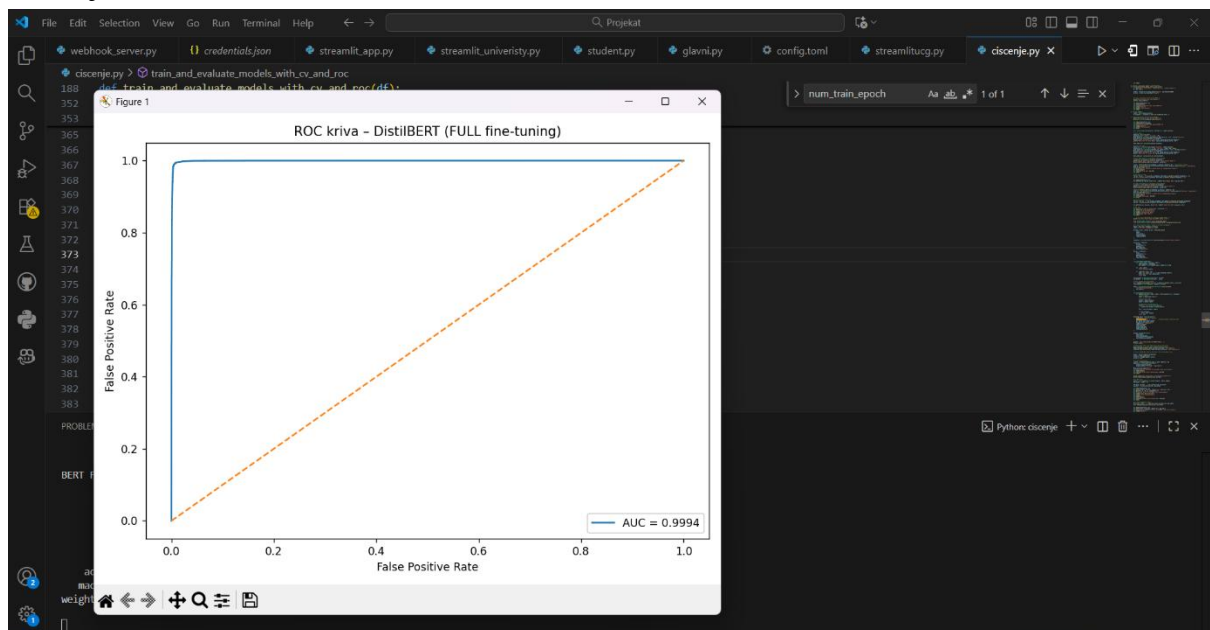 File Edit Selection View Go Run Terminal Help
Projekat
webhook_server.py
credentials.json
streamlit_app.py
streamlit_univeristy.py
student.py
glavni.py
config.toml
streamlitucg.py
ciscenje.py
ciscenje.py > train_and_evaluate_models_with_cv_and_roc
188 def train_and_evaluate_models_with_cv_and_roc(df):
num_train_epoch
Aa ab 1 of 1
352
353
365
366
367
368
369
370
371
372
373
374
375
376
377
378
379
380
381
382
383
Figure 1
ROC kriva – DistilBERT (FULL fine-tuning)
1.0
0.8
0.6
0.4
0.2
0.0
False Positive Rate
0.0 0.2 0.4 0.6 0.8 1.0
False Positive Rate
AUC = 0.9994
Python: ciscenje
BERT
weight
2
1